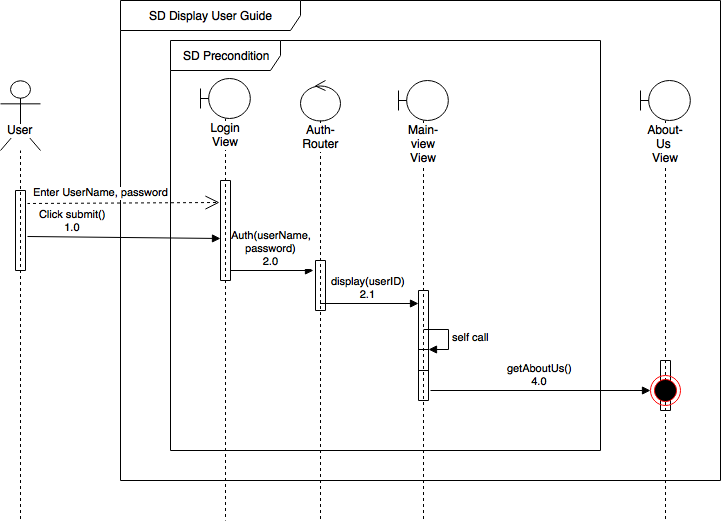 SD Display User Guide
SD Precondition
User
Login
View
Auth-
Router
Main-
view
View
About-
Us
View
Enter UserName, password
Click submit()
1.0
Auth(userName,
password)
2.0
display(userID)
2.1
self call
getAboutUs()
4.0